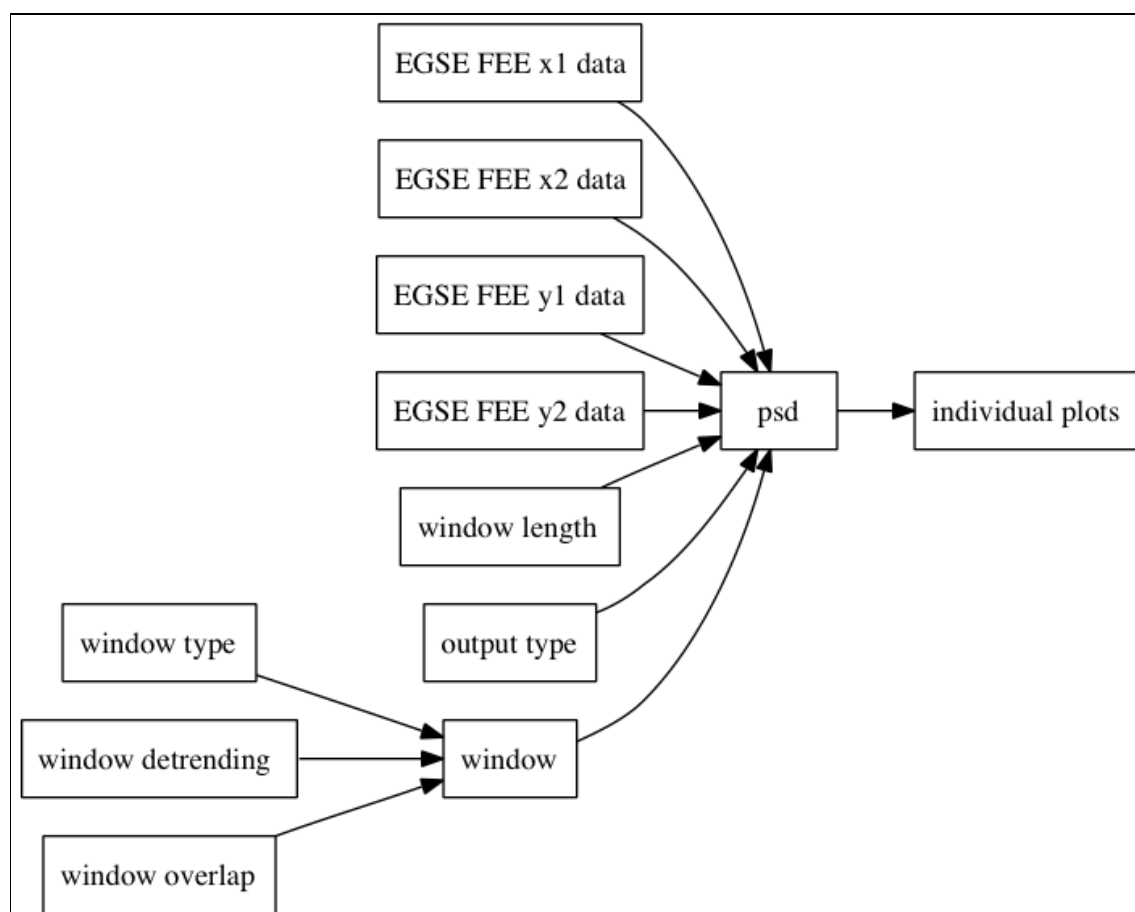 EGSE FEE x1 data
EGSE FEE x2 data
EGSE FEE y1 data
EGSE FEE y2 data
psd
individual plots
window length
window type
output type
window detrending
window
window overlap